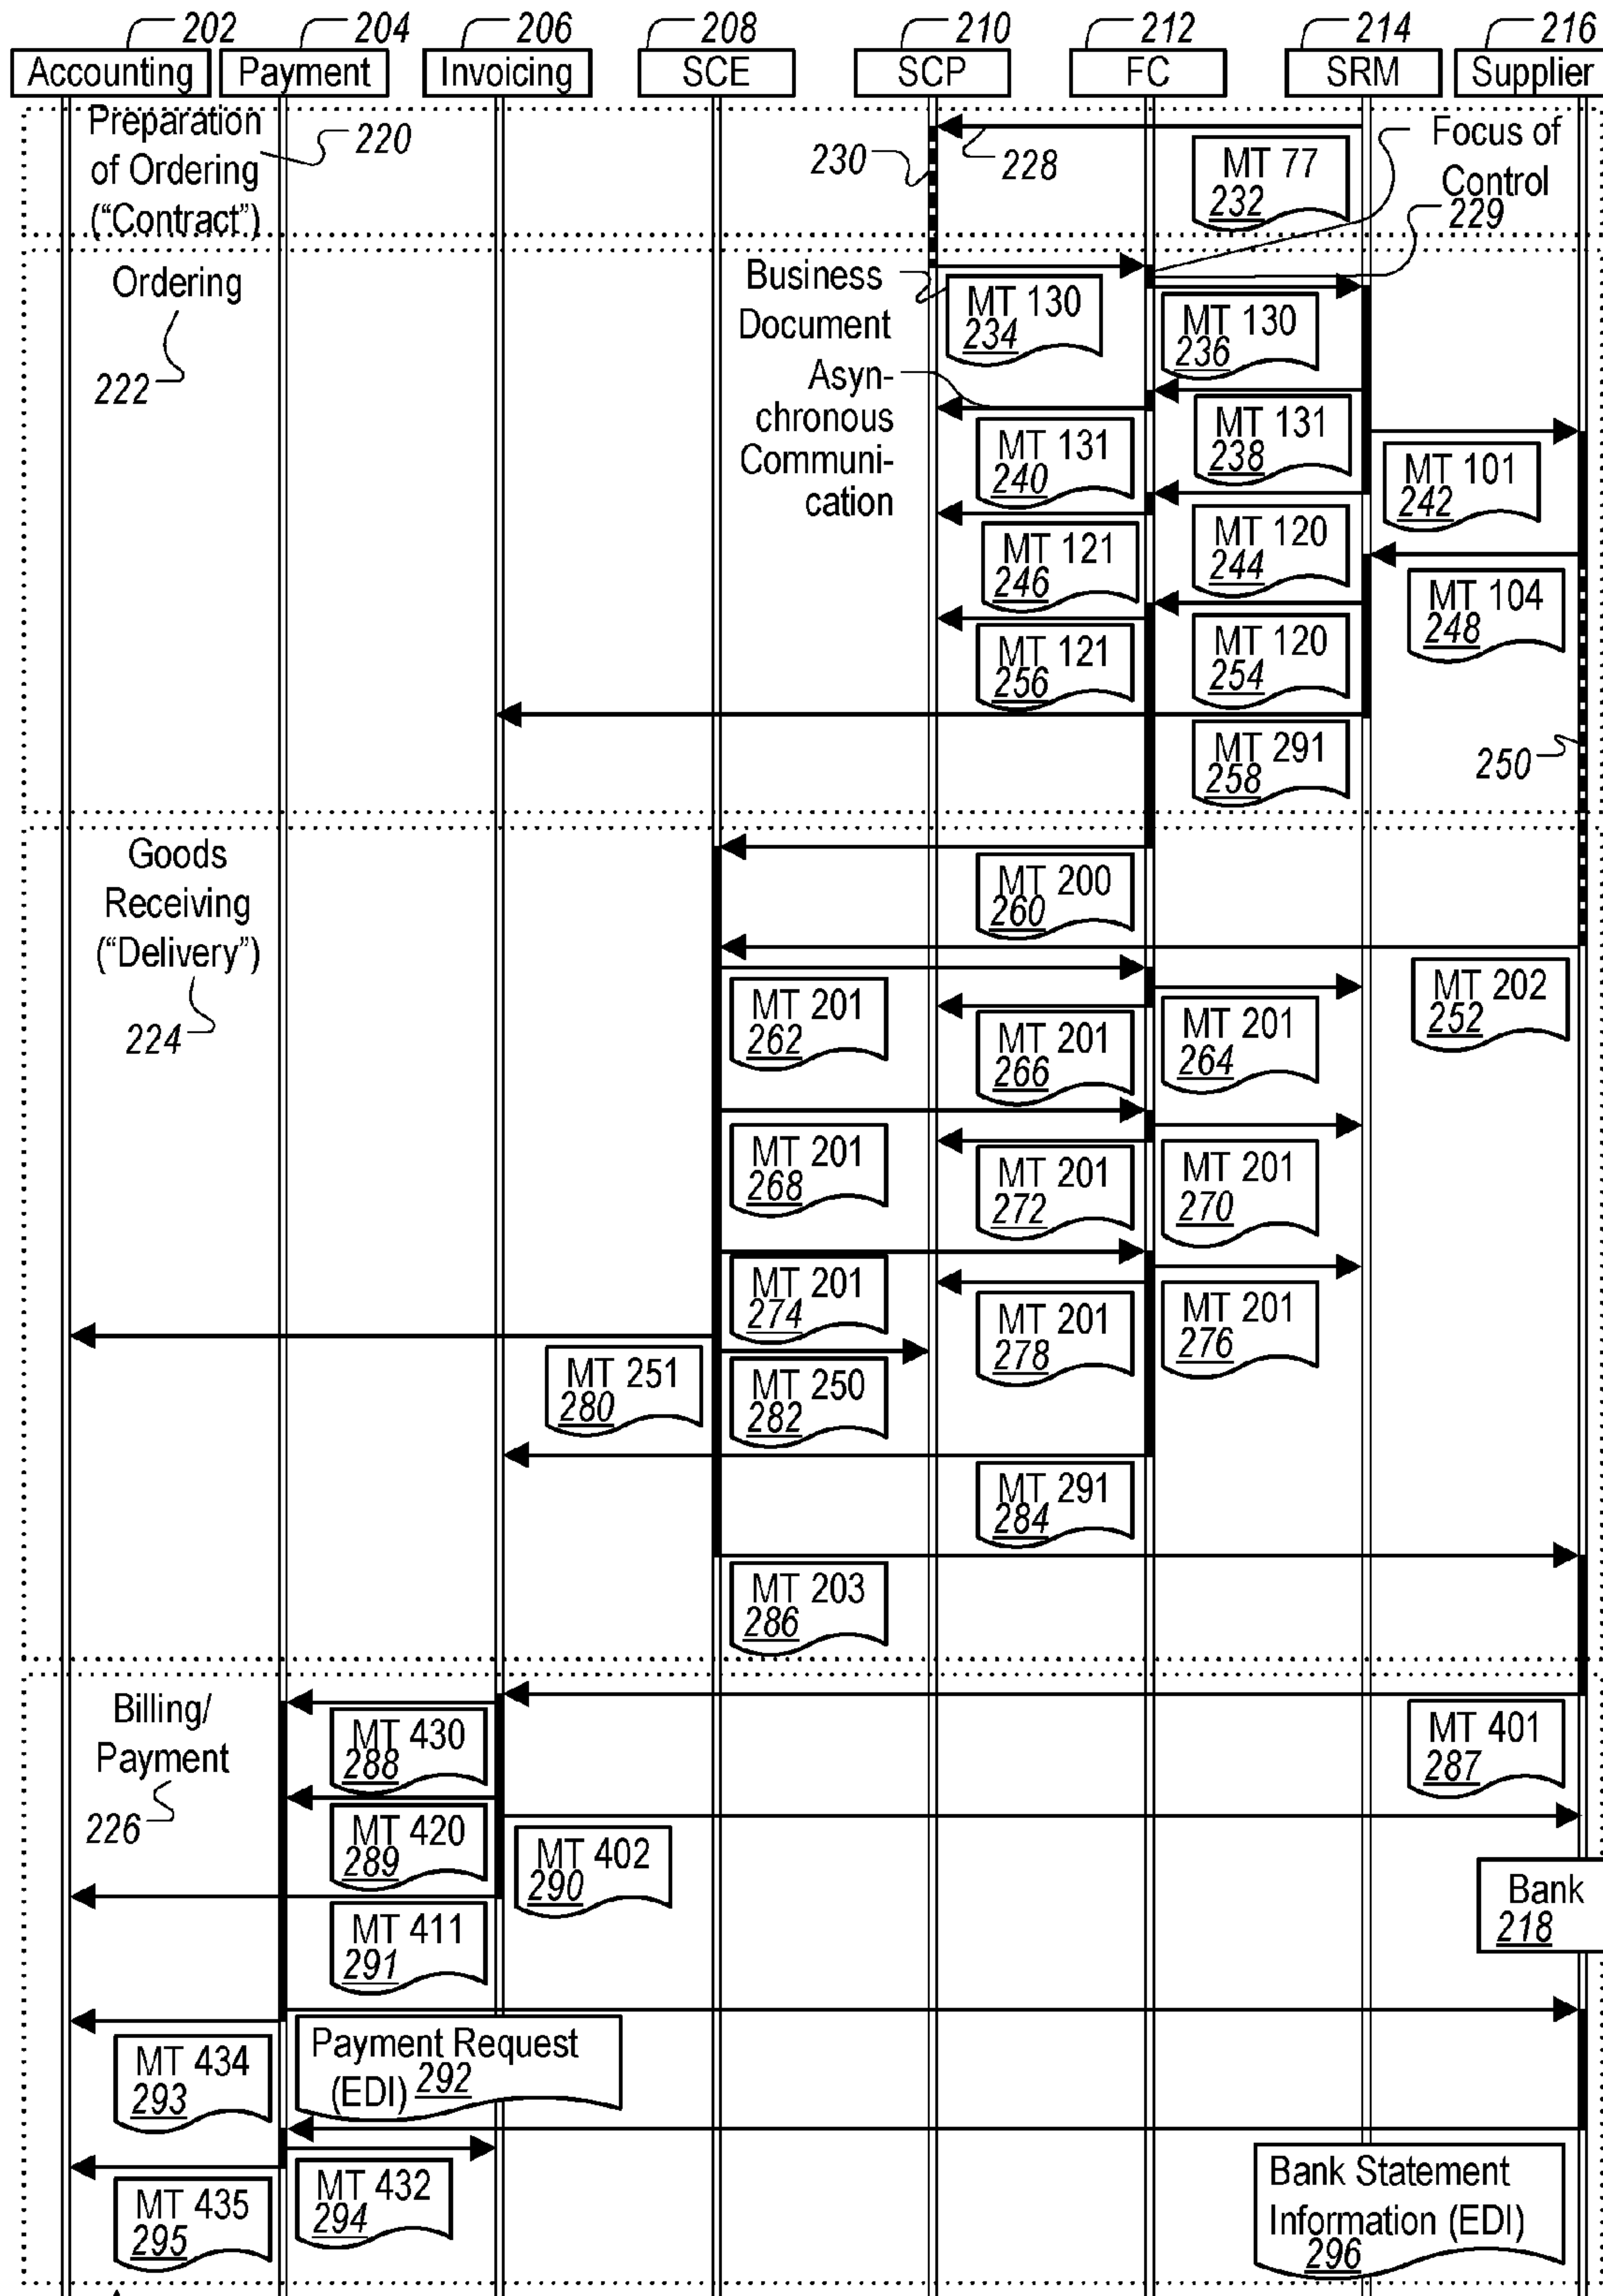 202 204 206 208 210 212 214 216
Accounting Payment Invoicing SCE SCP FC SRM Supplier
Preparation
of Ordering
("Contract")
220
230
228
MT 77
232
Focus of
Control
229
Ordering
222
Business
Document
MT 130
234
MT 130
236
Asyn-
chronous
Communi-
cation
MT 131
238
MT 131
240
MT 101
242
MT 120
244
MT 121
246
MT 104
248
MT 120
254
MT 121
256
MT 291
258
250
Goods
Receiving
("Delivery")
224
MT 200
260
MT 202
252
MT 201
262
MT 201
266
MT 201
264
MT 201
268
MT 201
272
MT 201
270
MT 201
274
MT 201
278
MT 201
276
MT 251
280
MT 250
282
MT 291
284
MT 203
286
Billing/
Payment
226
MT 430
288
MT 401
287
MT 420
289
MT 402
290
Bank
218
MT 411
291
MT 434
293
Payment Request
(EDI) 292
MT 435
295
MT 432
294
Bank Statement
Information (EDI)
296